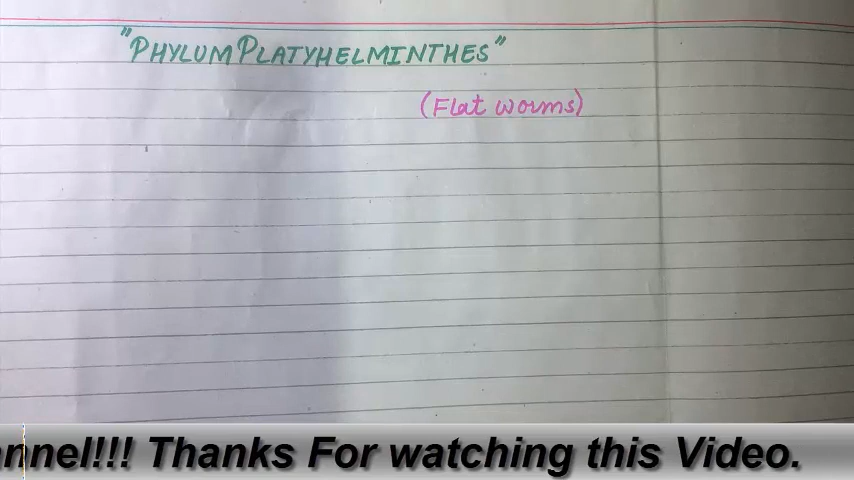 "PHYLUM PLATYHELMINTHES"
(Flat worms)
nnel!!! Thanks For watching this Video.